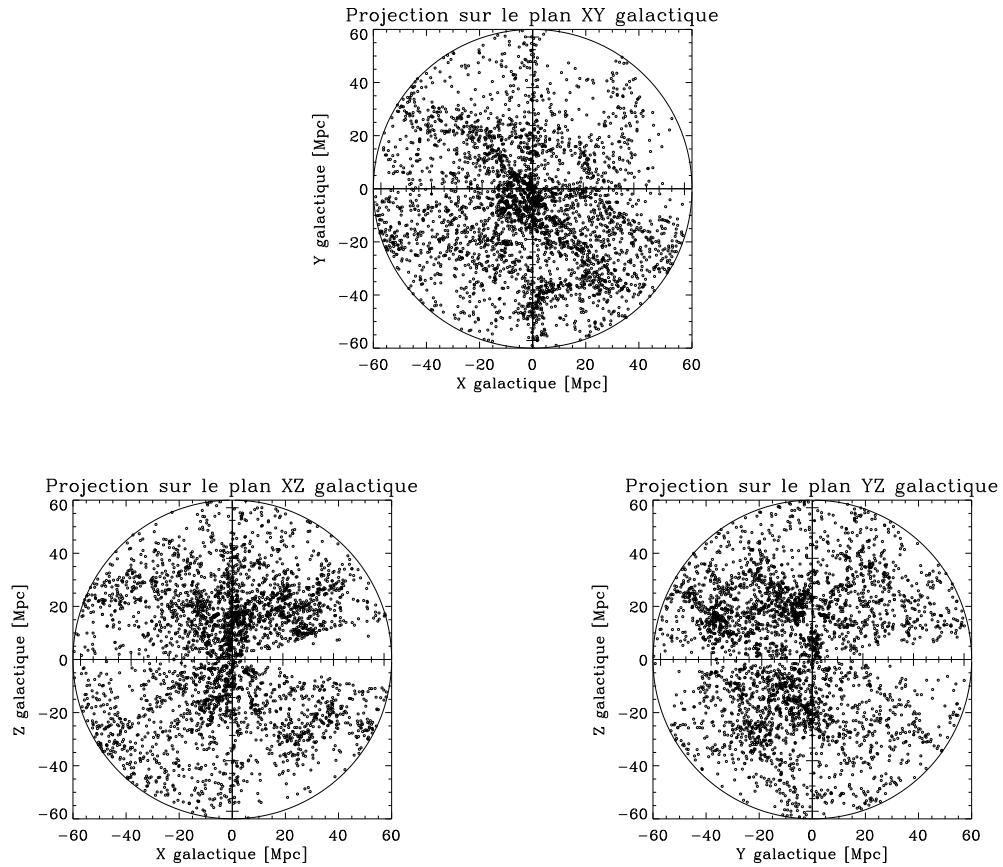 Projection sur le plan XY galactique
60
40
20
0
−20
−40
−60
Y galactique [Mpc]
−60 −40 −20 0 20 40 60
X galactique [Mpc]
Projection sur le plan XZ galactique
60
40
20
0
−20
−40
−60
Z galactique [Mpc]
−60 −40 −20 0 20 40 60
X galactique [Mpc]
Projection sur le plan YZ galactique
60
40
20
0
−20
−40
−60
Z galactique [Mpc]
−60 −40 −20 0 20 40 60
Y galactique [Mpc]